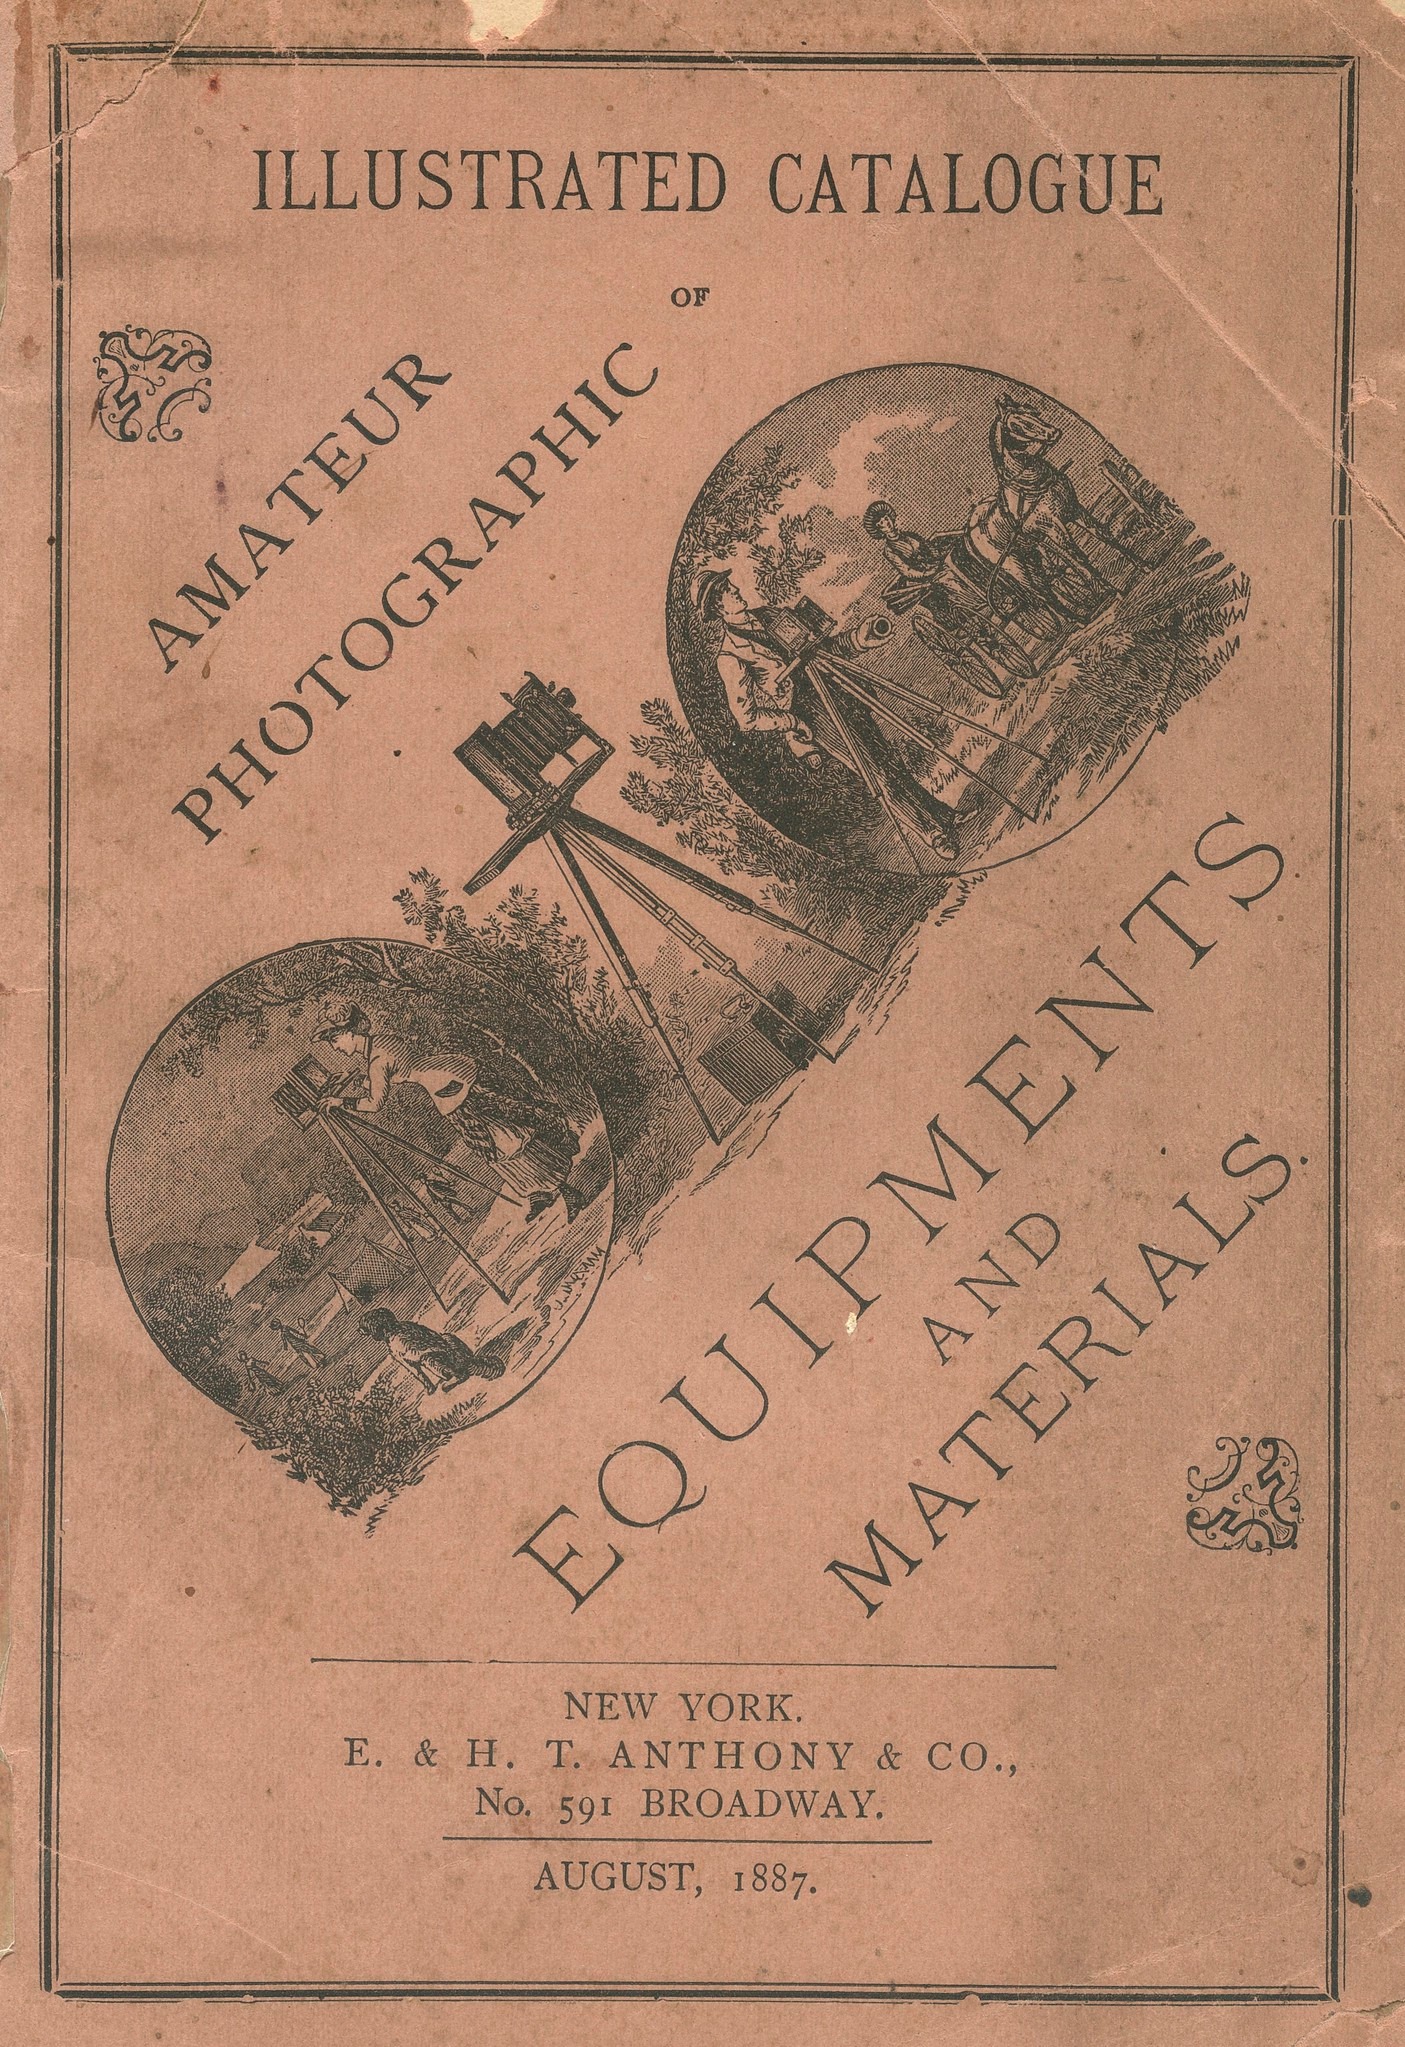 ILLUSTRATED CATALOGUE
OF
AMATEUR
PHOTOGRAPHIC
EQUIPMENTS
AND
MATERIALS.
NEW YORK.
E. & H. T. ANTHONY & CO.,
No. 591 BROADWAY.
AUGUST, 1887.